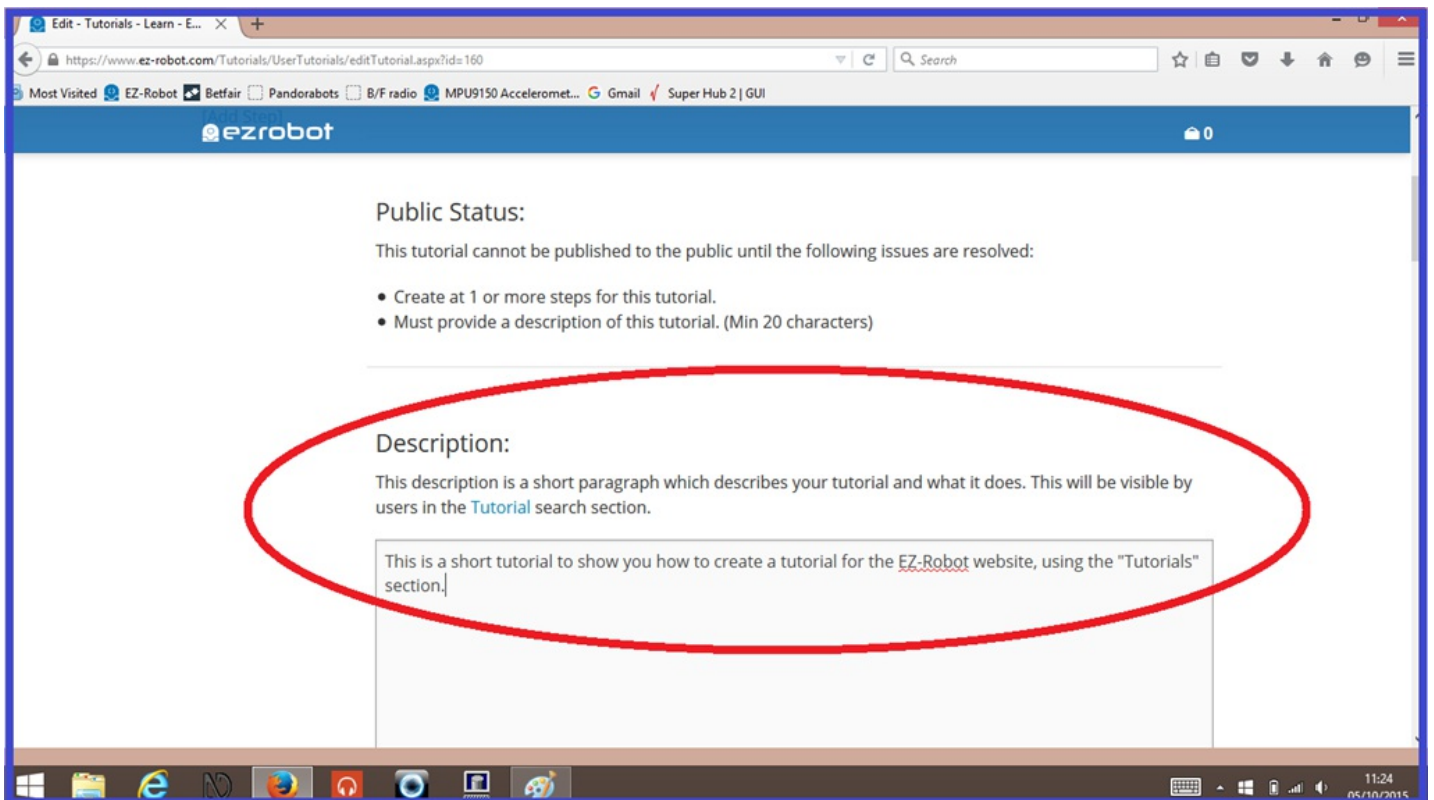 Edit - Tutorials - Learn - E...
https://www.ez-robot.com/Tutorials/UserTutorials/editTutorial.aspx?id=160
Search
Most Visited EZ-Robot Betfair Pandorabots B/F radio MPU9150 Acceleromet... Gmail Super Hub 2 | GUI
[Add Step]
ezrobot
0
Public Status:
This tutorial cannot be published to the public until the following issues are resolved:
• Create at 1 or more steps for this tutorial.
• Must provide a description of this tutorial. (Min 20 characters)
Description:
This description is a short paragraph which describes your tutorial and what it does. This will be visible by
users in the Tutorial search section.
This is a short tutorial to show you how to create a tutorial for the EZ-Robot website, using the "Tutorials"
section.
11:24
05/10/2015